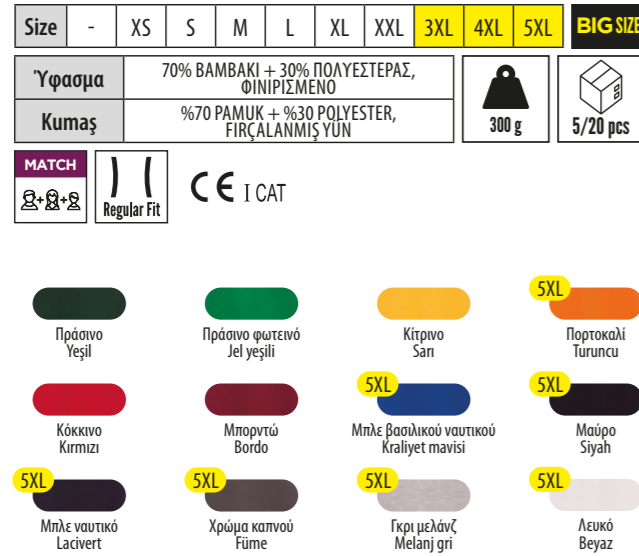 Size - XS S M L XL XXL 3XL 4XL 5XL BIG SIZE
Ύφασμα 70% ΒΑΜΒΑΚΙ + 30% ΠΟΛΥΕΣΤΕΡΑΣ,
ΦΙΝΙΡΙΣΜΕΝΟ
Kumaş %70 PAMUK + %30 POLYESTER,
FIRÇALANMIŞ YÜN
300 g
5/20 pcs
MATCH
Regular Fit
CE I CAT
5XL
Πράσινο Πράσινο φωτεινό Κίτρινο Πορτοκαλί
Yeşil Jel yeşili Sarı Turuncu
5XL 5XL
Κόκκινο Μπορντώ Μπλε βασιλικού ναυτικού Μαύρο
Kırmızı Bordo Kraliyet mavisi Siyah
5XL 5XL 5XL 5XL
Μπλε ναυτικό Χρώμα καπνού Γκρι μελάνζ Λευκό
Lacivert Füme Melanj gri Beyaz